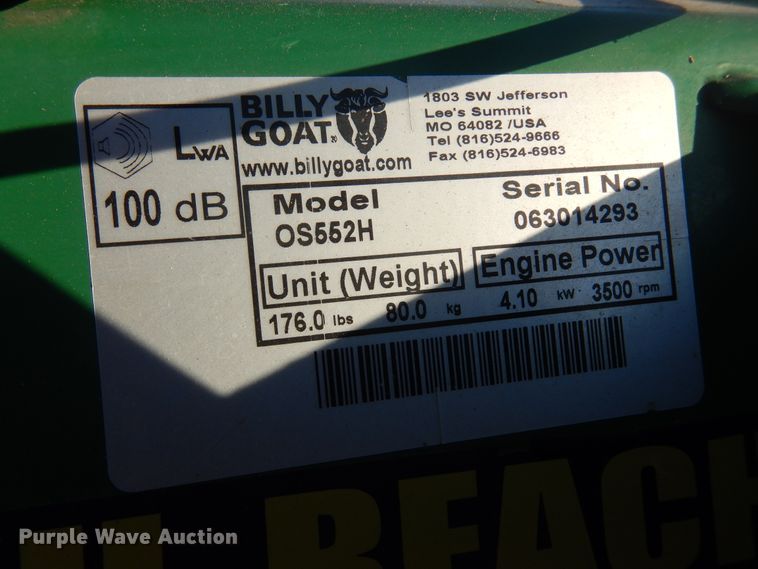 BILLY
GOAT
www.billygoat.com
1803 SW Jefferson
Lee's Summit
MO 64082 /USA
Tel (816)524-9666
Fax (816)524-6983
LWA
100 dB
Model
Serial No.
OS552H
063014293
Unit (Weight)
Engine Power
176.0 lbs 80.0 kg
4.10 kW 3500 rpm
REACH
Purple Wave Auction